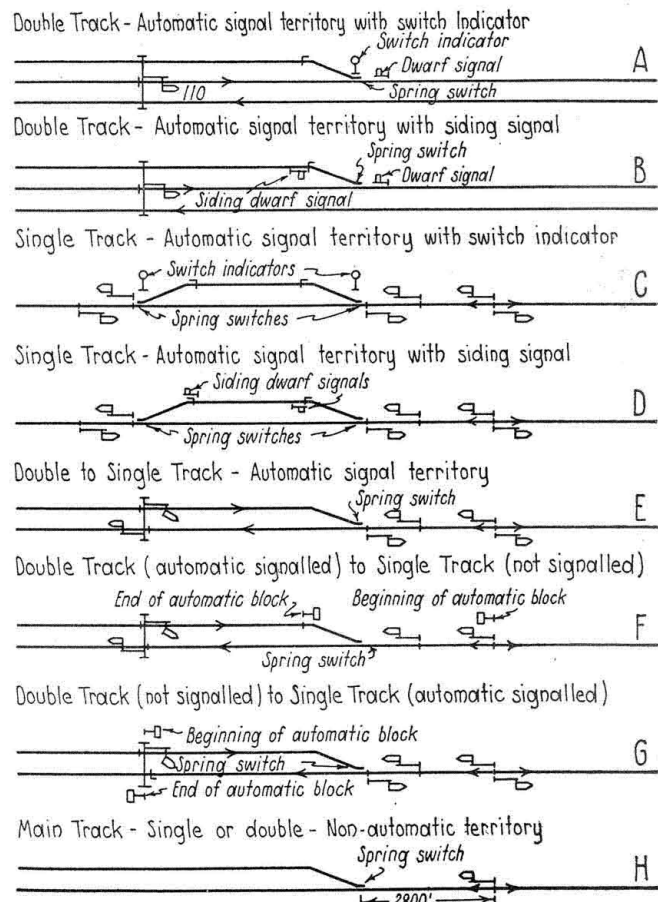 Double Track - Automatic signal territory with switch Indicator
Switch indicator
A
Dwarf signal
110
Spring switch
Double Track - Automatic signal territory with siding signal
Spring switch
B
Dwarf signal
Siding dwarf signal
Single Track - Automatic signal territory with switch indicator
Switch indicators
C
Spring switches
Single Track - Automatic signal territory with siding signal
Siding dwarf signals
D
Spring switches
Double to Single Track - Automatic signal territory
Spring switch
E
Double Track (automatic signalled) to Single Track (not signalled)
End of automatic block
Beginning of automatic block
F
Spring switch
Double Track (not signalled) to Single Track (automatic signalled)
Beginning of automatic block
G
Spring switch
End of automatic block
Main Track - Single or double - Non-automatic territory
Spring switch
H
2800'